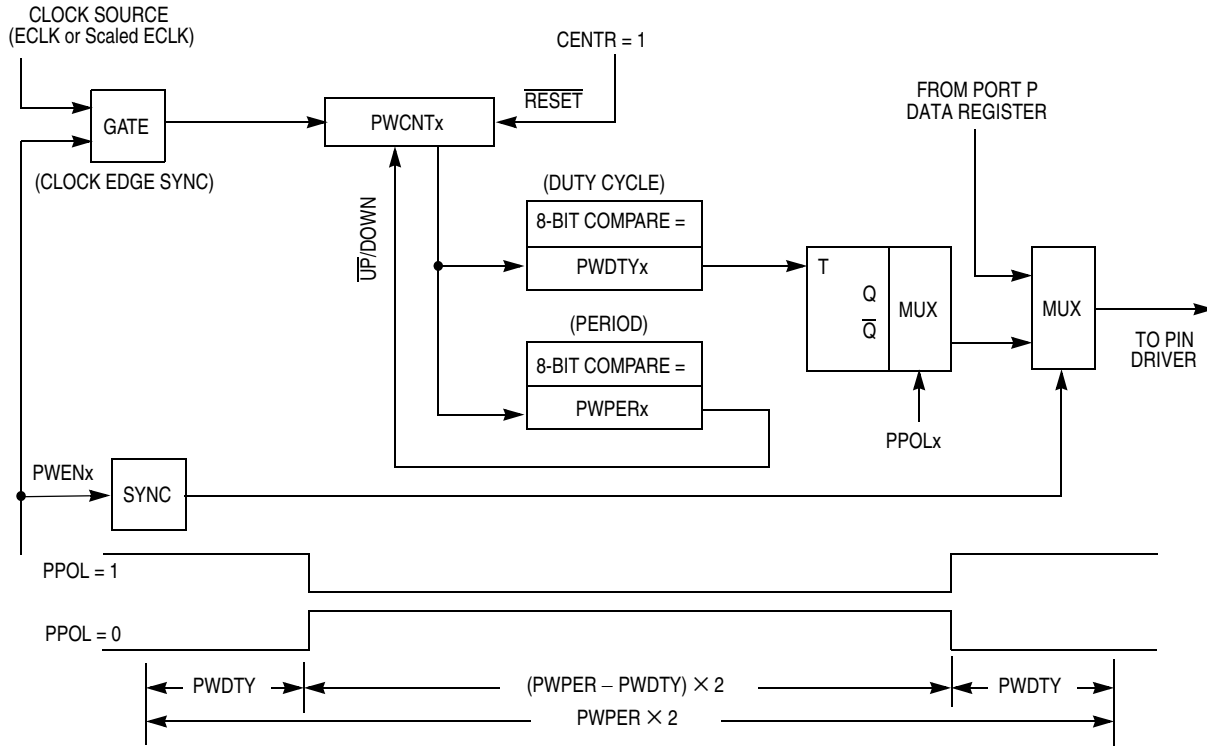 CLOCK SOURCE
(ECLK or Scaled ECLK)
CENTR = 1
FROM PORT P
DATA REGISTER
RESET
GATE
PWCNTx
(CLOCK EDGE SYNC)
(DUTY CYCLE)
8-BIT COMPARE =
PWDTYx
UP/DOWN
T
Q
Q
MUX
MUX
TO PIN
DRIVER
(PERIOD)
8-BIT COMPARE =
PWPERx
PPOLx
PWENx
SYNC
PPOL = 1
PPOL = 0
PWDTY
(PWPER – PWDTY) × 2
PWDTY
PWPER × 2